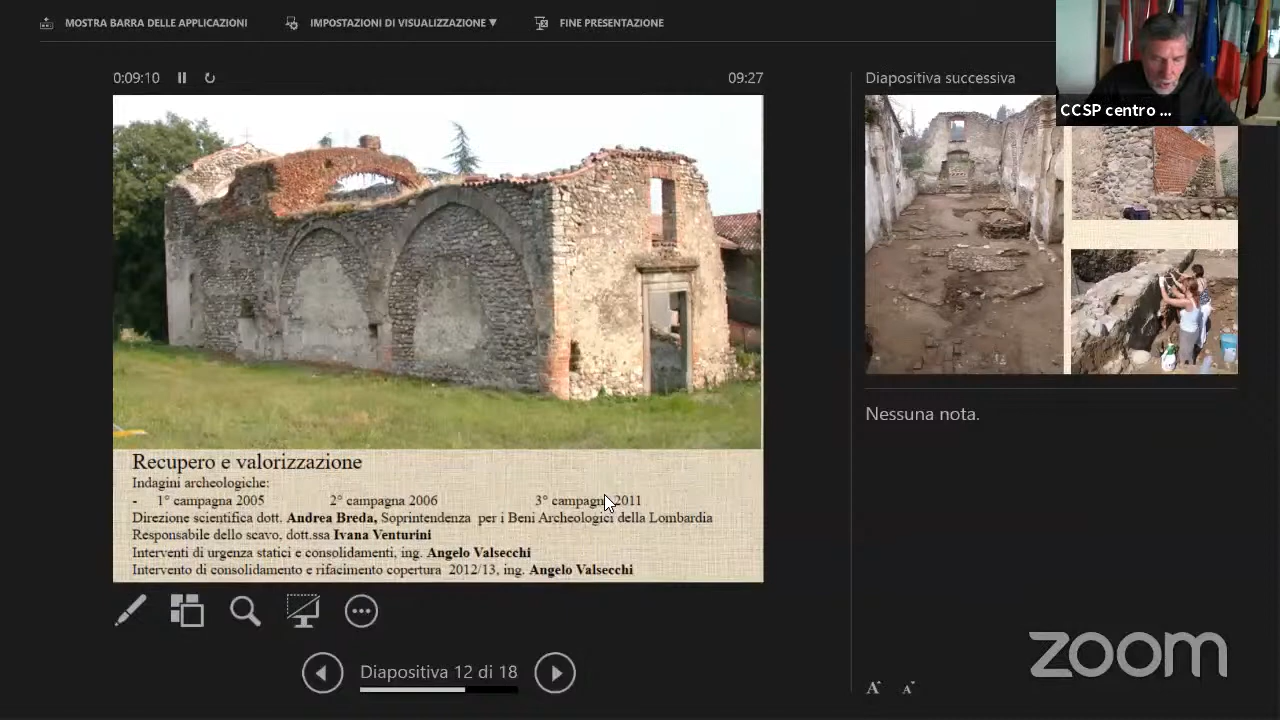 MOSTRA BARRA DELLE APPLICAZIONI
IMPOSTAZIONI DI VISUALIZZAZIONE ▼
FINE PRESENTAZIONE
0:09:10
09:27
Diapositiva successiva
CCSP centro ...
Recupero e valorizzazione
Indagini archeologiche:
- 1° campagna 2005 2° campagna 2006 3° campagna 2011
Direzione scientifica dott. Andrea Breda, Soprintendenza per i Beni Archeologici della Lombardia
Responsabile dello scavo, dott.ssa Ivana Venturini
Interventi di urgenza statici e consolidamenti, ing. Angelo Valsecchi
Intervento di consolidamento e rifacimento copertura 2012/13, ing. Angelo Valsecchi
Nessuna nota.
Diapositiva 12 di 18
A A
zoom